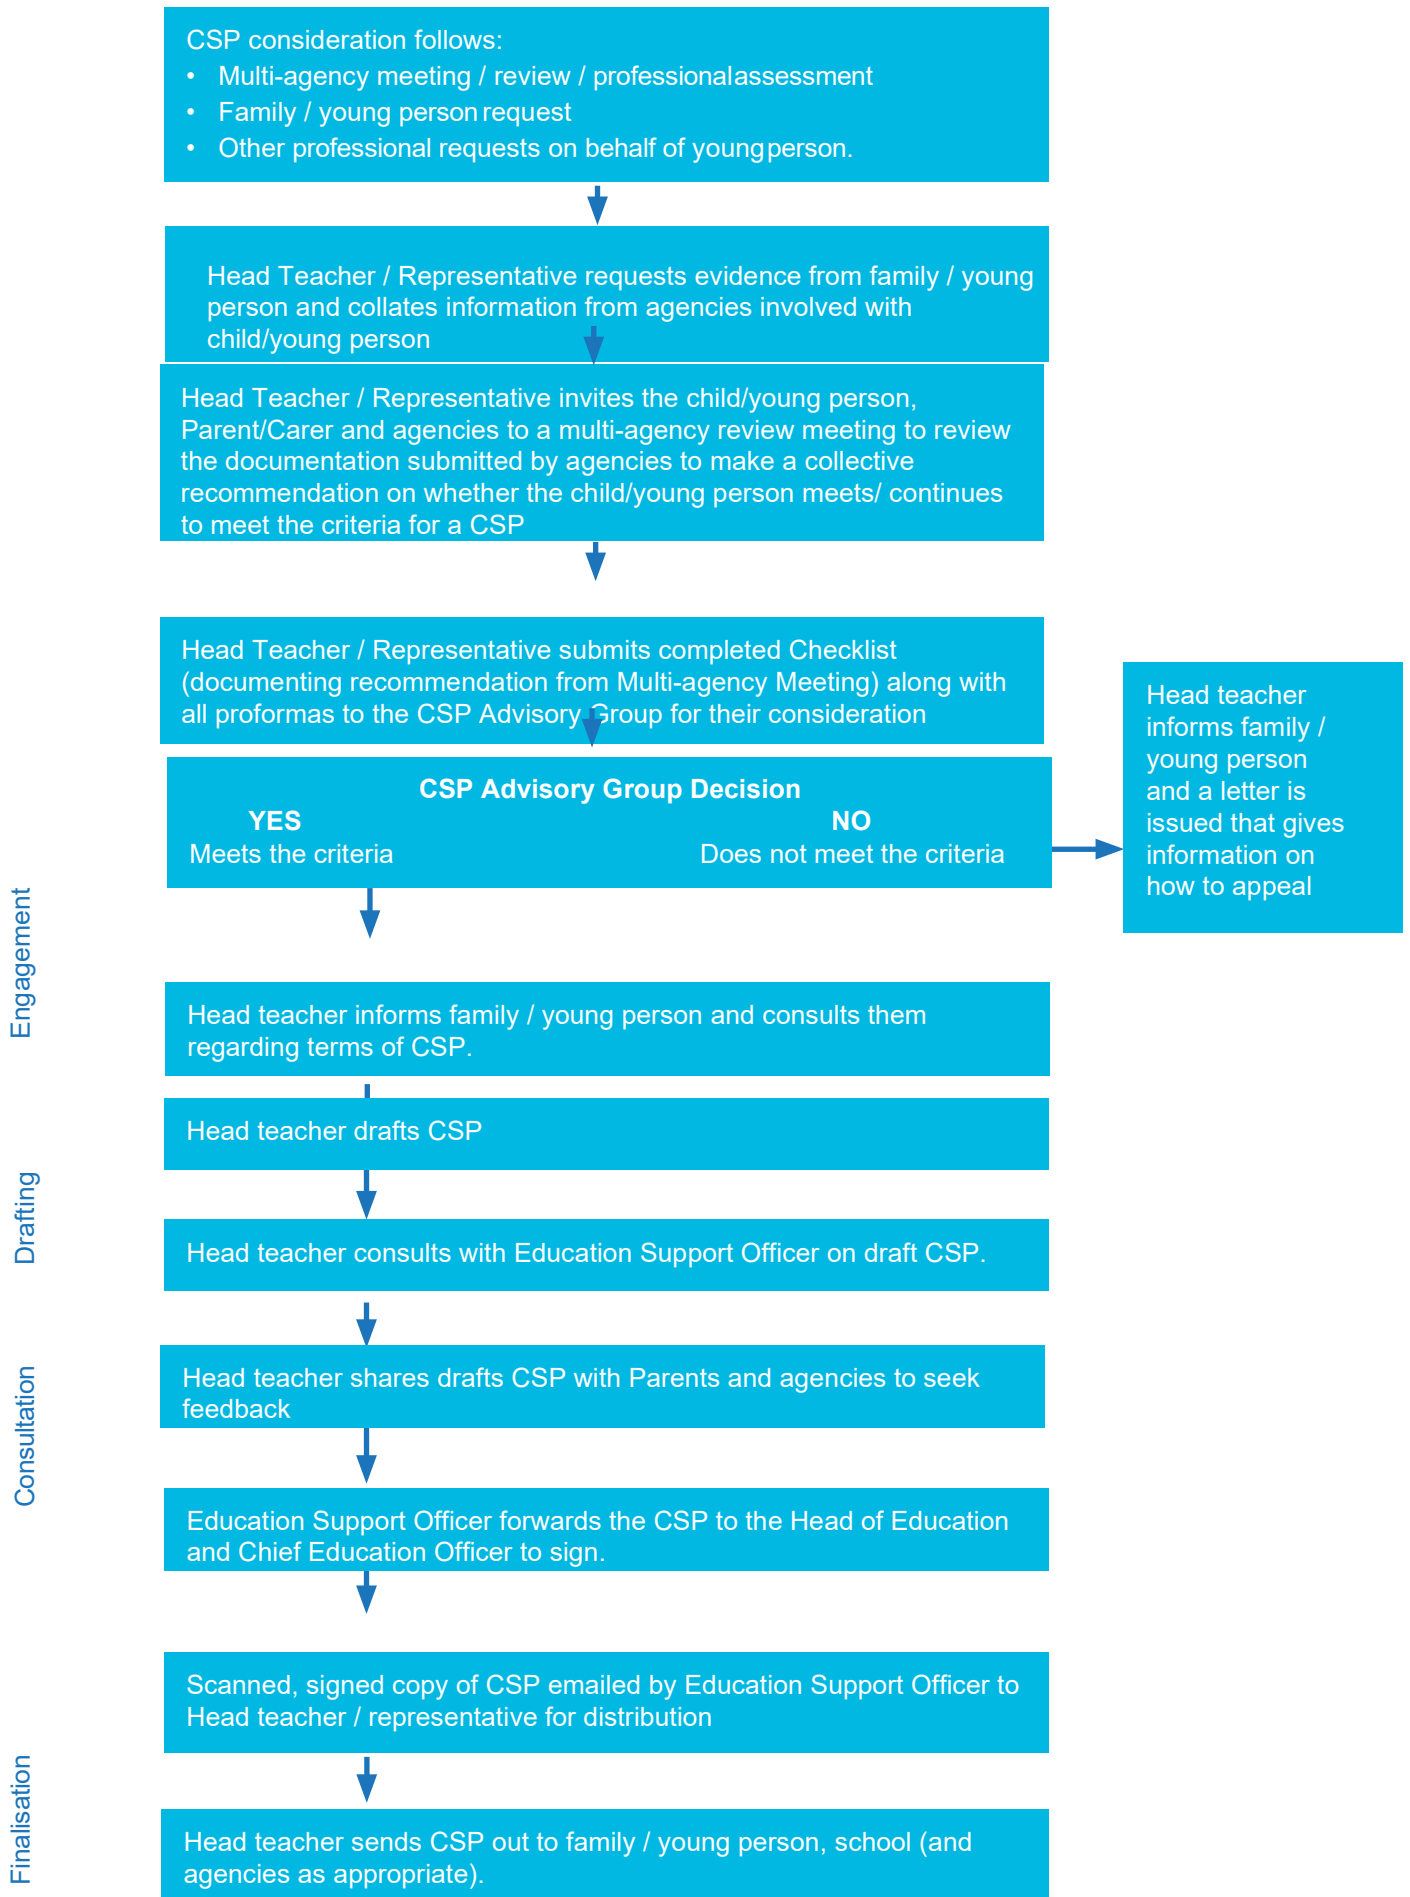 CSP consideration follows:
• Multi-agency meeting / review / professionalassessment
• Family / young person request
• Other professional requests on behalf of youngperson.
Head Teacher / Representative requests evidence from family / young
person and collates information from agencies involved with
child/young person
Head Teacher / Representative invites the child/young person,
Parent/Carer and agencies to a multi-agency review meeting to review
the documentation submitted by agencies to make a collective
recommendation on whether the child/young person meets/ continues
to meet the criteria for a CSP
Head Teacher / Representative submits completed Checklist
(documenting recommendation from Multi-agency Meeting) along with
all proformas to the CSP Advisory Group for their consideration
CSP Advisory Group Decision
YES NO
Meets the criteria Does not meet the criteria
Head teacher
informs family /
young person
and a letter is
issued that gives
information on
how to appeal
Engagement
Head teacher informs family / young person and consults them
regarding terms of CSP.
Head teacher drafts CSP
Drafting
Head teacher consults with Education Support Officer on draft CSP.
Consultation
Head teacher shares drafts CSP with Parents and agencies to seek
feedback
Education Support Officer forwards the CSP to the Head of Education
and Chief Education Officer to sign.
Scanned, signed copy of CSP emailed by Education Support Officer to
Head teacher / representative for distribution
Finalisation
Head teacher sends CSP out to family / young person, school (and
agencies as appropriate).